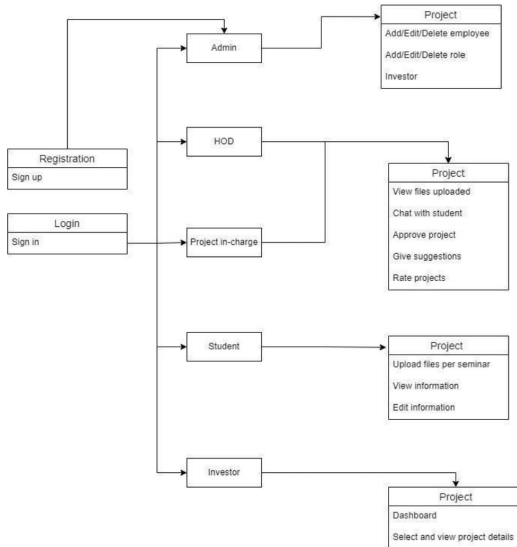 Project
Add/Edit/Delete employee
Add/Edit/Delete role
Investor
Admin
HOD
Registration
Sign up
Project
View files uploaded
Chat with student
Approve project
Give suggestions
Rate projects
Login
Sign in
Project in-charge
Student
Project
Upload files per seminar
View information
Edit information
Investor
Project
Dashboard
Select and view project details